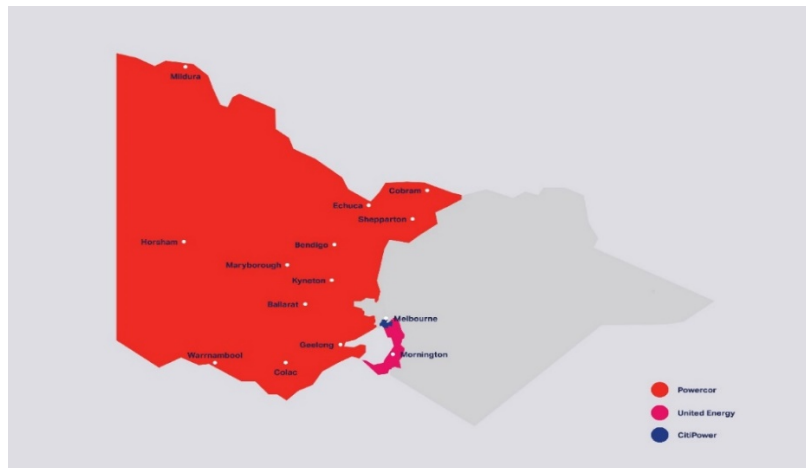 Mildura
Cobram
Echuca
Shepparton
Horsham
Bendigo
Maryborough
Kyneton
Ballarat
Melbourne
Geelong
Mornington
Warrnambool
Colac
Powercor
United Energy
CitiPower